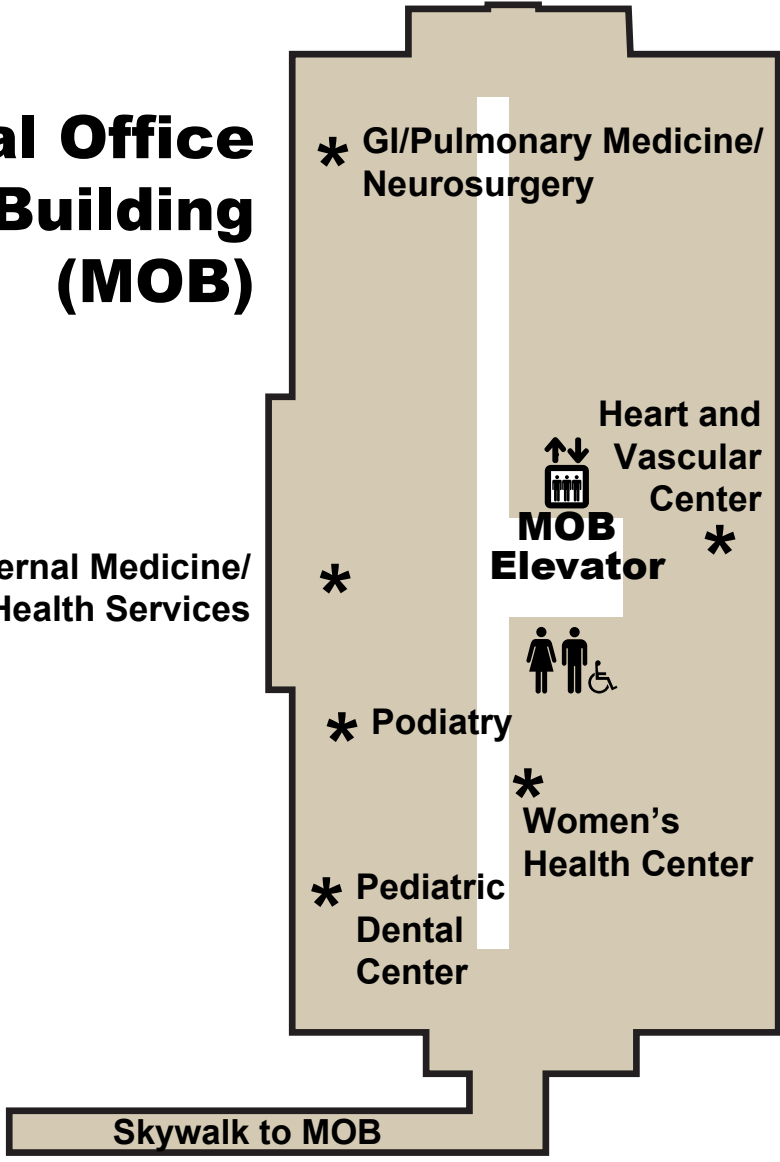 al Office
Building
(MOB)
* GI/Pulmonary Medicine/
Neurosurgery
Heart and
Vascular
Center
*
MOB
Elevator
ernal Medicine/
Health Services
*
* Podiatry
*
Women's
Health Center
* Pediatric
Dental
Center
Skywalk to MOB